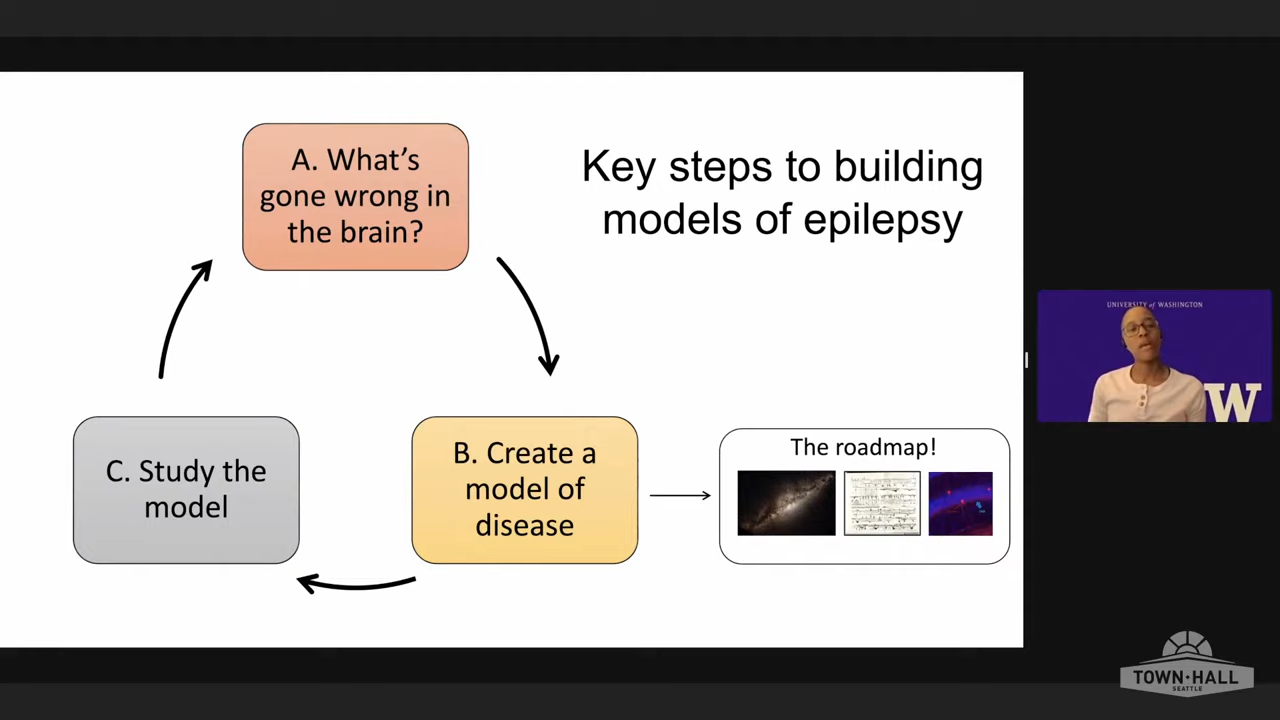 A. What's
gone wrong in
the brain?
Key steps to building
models of epilepsy
C. Study the
model
B. Create a
model of
disease
The roadmap!
UNIVERSITY of WASHINGTON
W
TOWN·HALL
SEATTLE